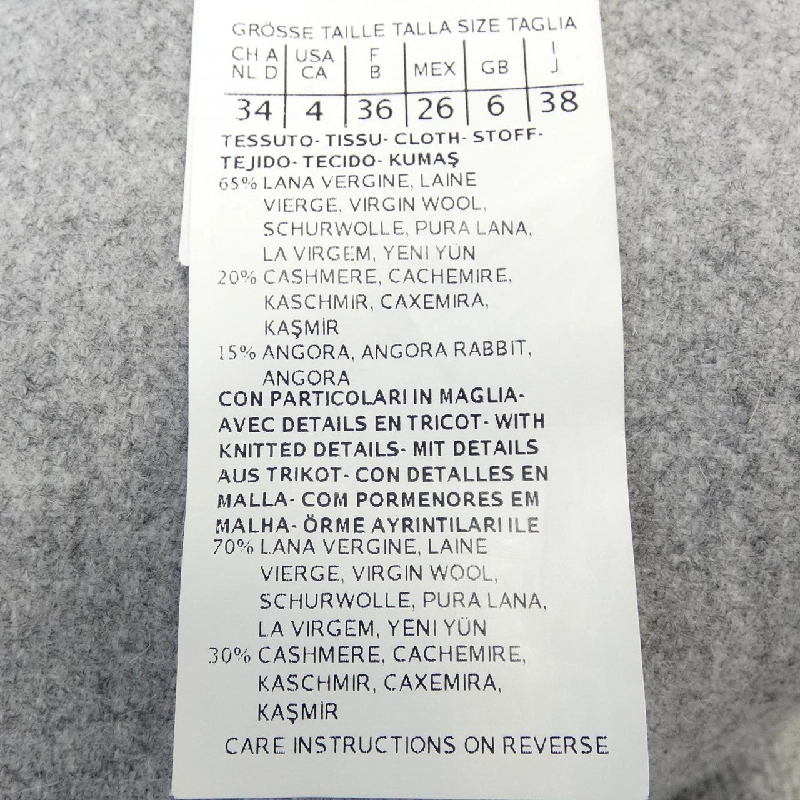 GRÖSSE TAILLE TALLA SIZE TAGLIA
CH A USA F MEX GB I
NL D CA B J
34 4 36 26 6 38
TESSUTO- TISSU- CLOTH- STOFF-
TEJIDO- TECIDO- KUMAŞ
65% LANA VERGINE, LAINE
VIERGE, VIRGIN WOOL,
SCHURWOLLE, PURA LANA,
LA VIRGEM, YENI YÜN
20% CASHMERE, CACHEMIRE,
KASCHMIR, CAXEMIRA,
KAŞMIR
15% ANGORA, ANGORA RABBIT,
ANGORA
CON PARTICOLARI IN MAGLIA-
AVEC DETAILS EN TRICOT- WITH
KNITTED DETAILS- MIT DETAILS
AUS TRIKOT- CON DETALLES EN
MALLA- COM PORMENORES EM
MALHA- ÖRME AYRINTILARI ILE
70% LANA VERGINE, LAINE
VIERGE, VIRGIN WOOL,
SCHURWOLLE, PURA LANA,
LA VIRGEM, YENI YÜN
30% CASHMERE, CACHEMIRE,
KASCHMIR, CAXEMIRA,
KAŞMIR
CARE INSTRUCTIONS ON REVERSE